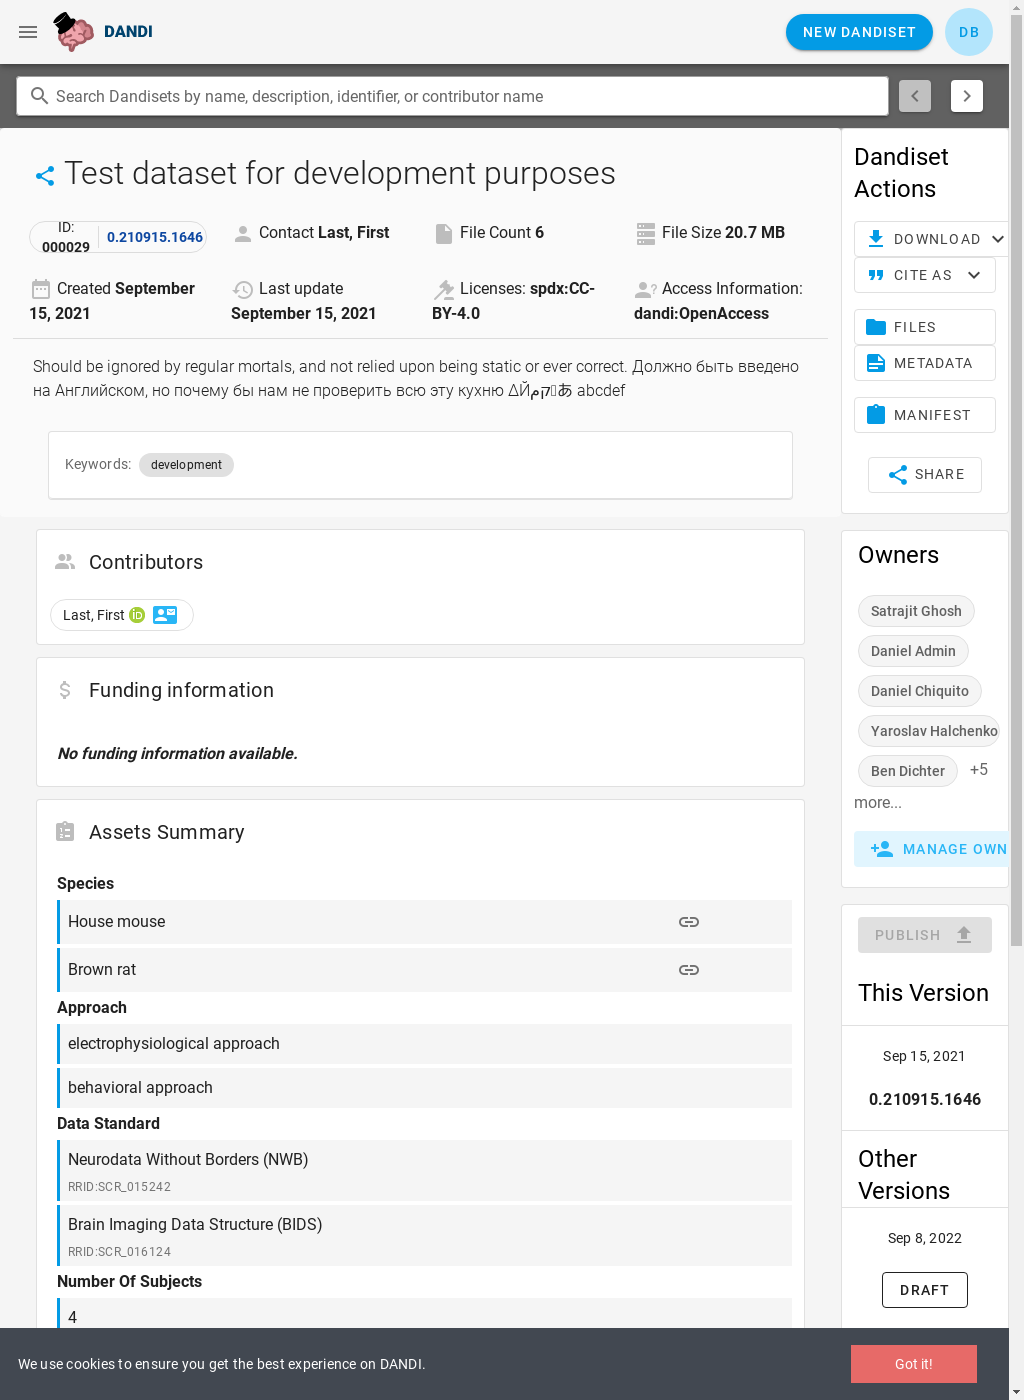 DANDI
NEW DANDISET
DB
Search Dandisets by name, description, identifier, or contributor name
Test dataset for development purposes
ID: 000029
0.210915.1646
Contact Last, First
File Count 6
File Size 20.7 MB
Created September 15, 2021
Last update September 15, 2021
Licenses: spdx:CC-BY-4.0
Access Information: dandi:OpenAccess
Should be ignored by regular mortals, and not relied upon being static or ever correct. Должно быть введено
на Английском, но почему бы нам не проверить всю эту кухню abcdef
Keywords: development
Contributors
Last, First
Funding information
No funding information available.
Assets Summary
Species
House mouse
Brown rat
Approach
electrophysiological approach
behavioral approach
Data Standard
Neurodata Without Borders (NWB)
RRID:SCR_015242
Brain Imaging Data Structure (BIDS)
RRID:SCR_016124
Number Of Subjects
4
Dandiset
Actions
DOWNLOAD
CITE AS
FILES
METADATA
MANIFEST
SHARE
Owners
Satrajit Ghosh
Daniel Admin
Daniel Chiquito
Yaroslav Halchenko
Ben Dichter
+5
more...
MANAGE OWN
PUBLISH
This Version
Sep 15, 2021
0.210915.1646
Other
Versions
Sep 8, 2022
DRAFT
We use cookies to ensure you get the best experience on DANDI.
Got it!